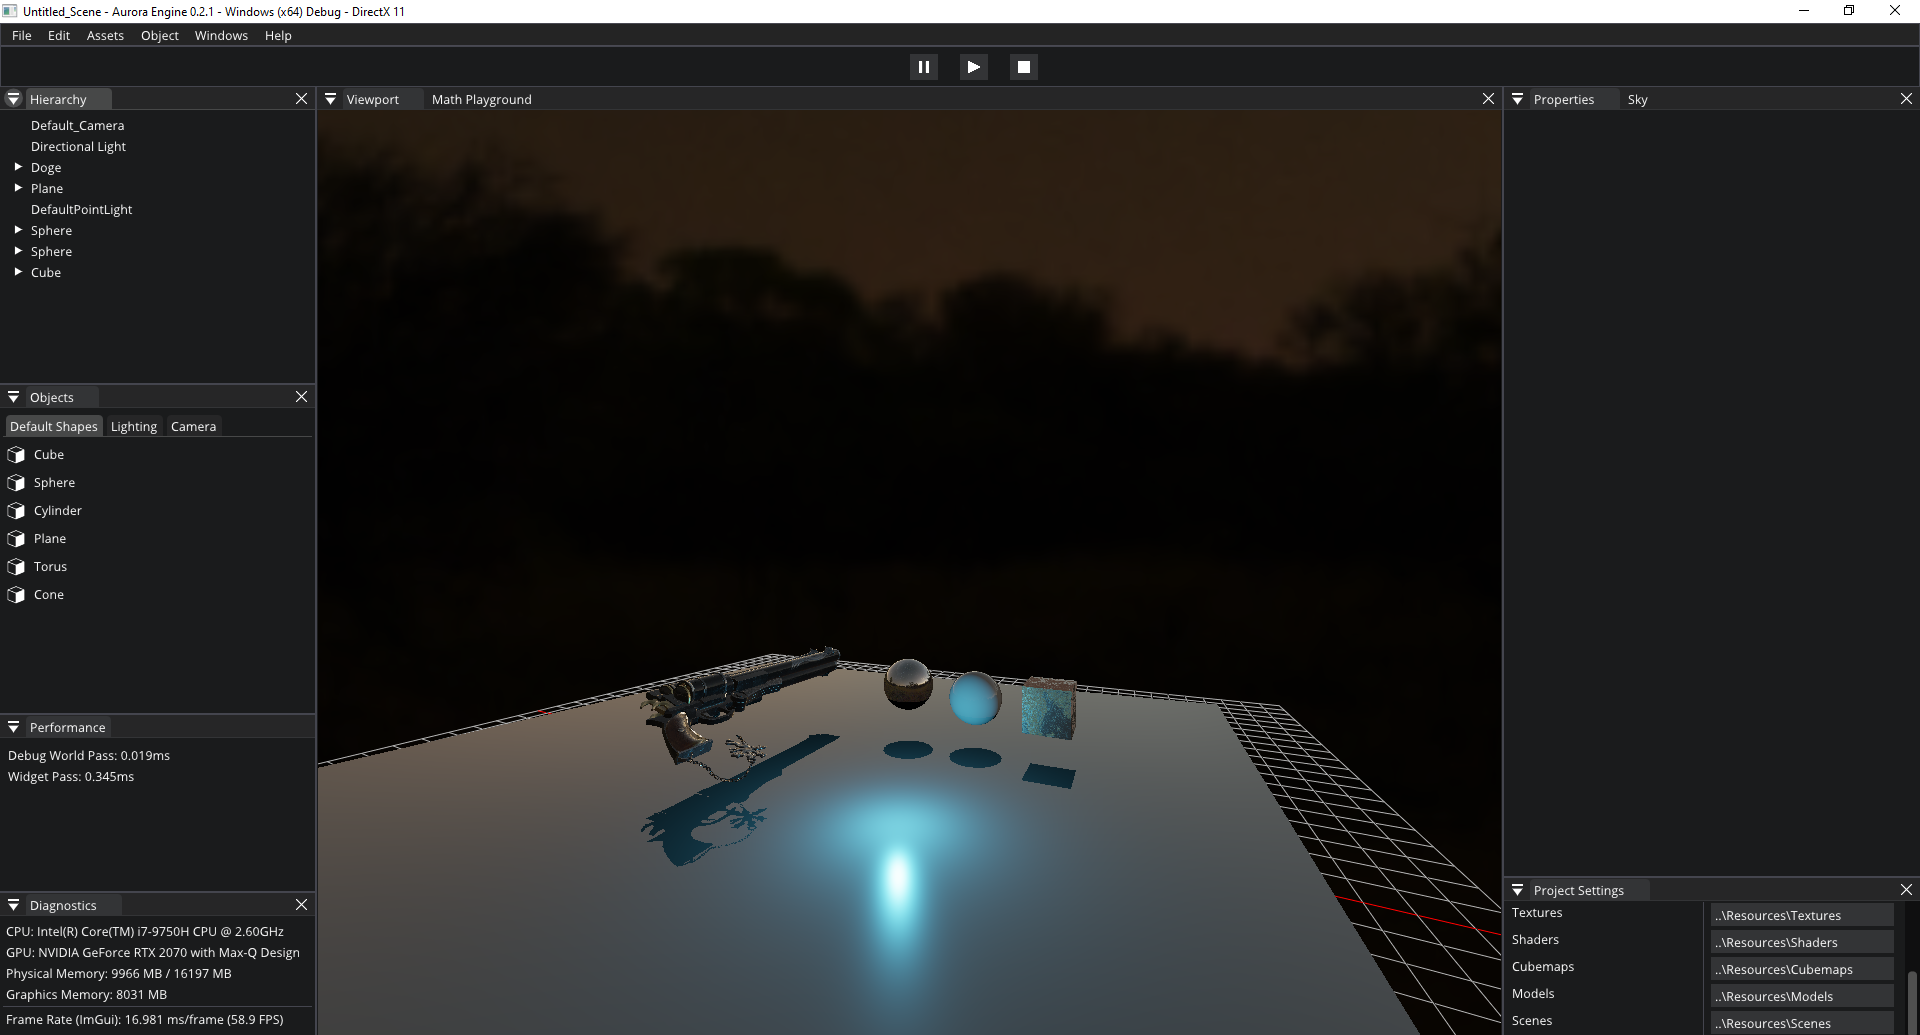 Untitled_Scene - Aurora Engine 0.2.1 - Windows (x64) Debug - DirectX 11
File Edit Assets Object Windows Help
Hierarchy
Default_Camera
Directional Light
Doge
Plane
DefaultPointLight
Sphere
Sphere
Cube
Objects
Default Shapes Lighting Camera
Cube
Sphere
Cylinder
Plane
Torus
Cone
Performance
Debug World Pass: 0.019ms
Widget Pass: 0.345ms
Diagnostics
CPU: Intel(R) Core(TM) i7-9750H CPU @ 2.60GHz
GPU: NVIDIA GeForce RTX 2070 with Max-Q Design
Physical Memory: 9966 MB / 16197 MB
Graphics Memory: 8031 MB
Frame Rate (ImGui): 16.981 ms/frame (58.9 FPS)
Viewport Math Playground
Properties Sky
Project Settings
Textures ..\Resources\Textures
Shaders ..\Resources\Shaders
Cubemaps ..\Resources\Cubemaps
Models ..\Resources\Models
Scenes ..\Resources\Scenes